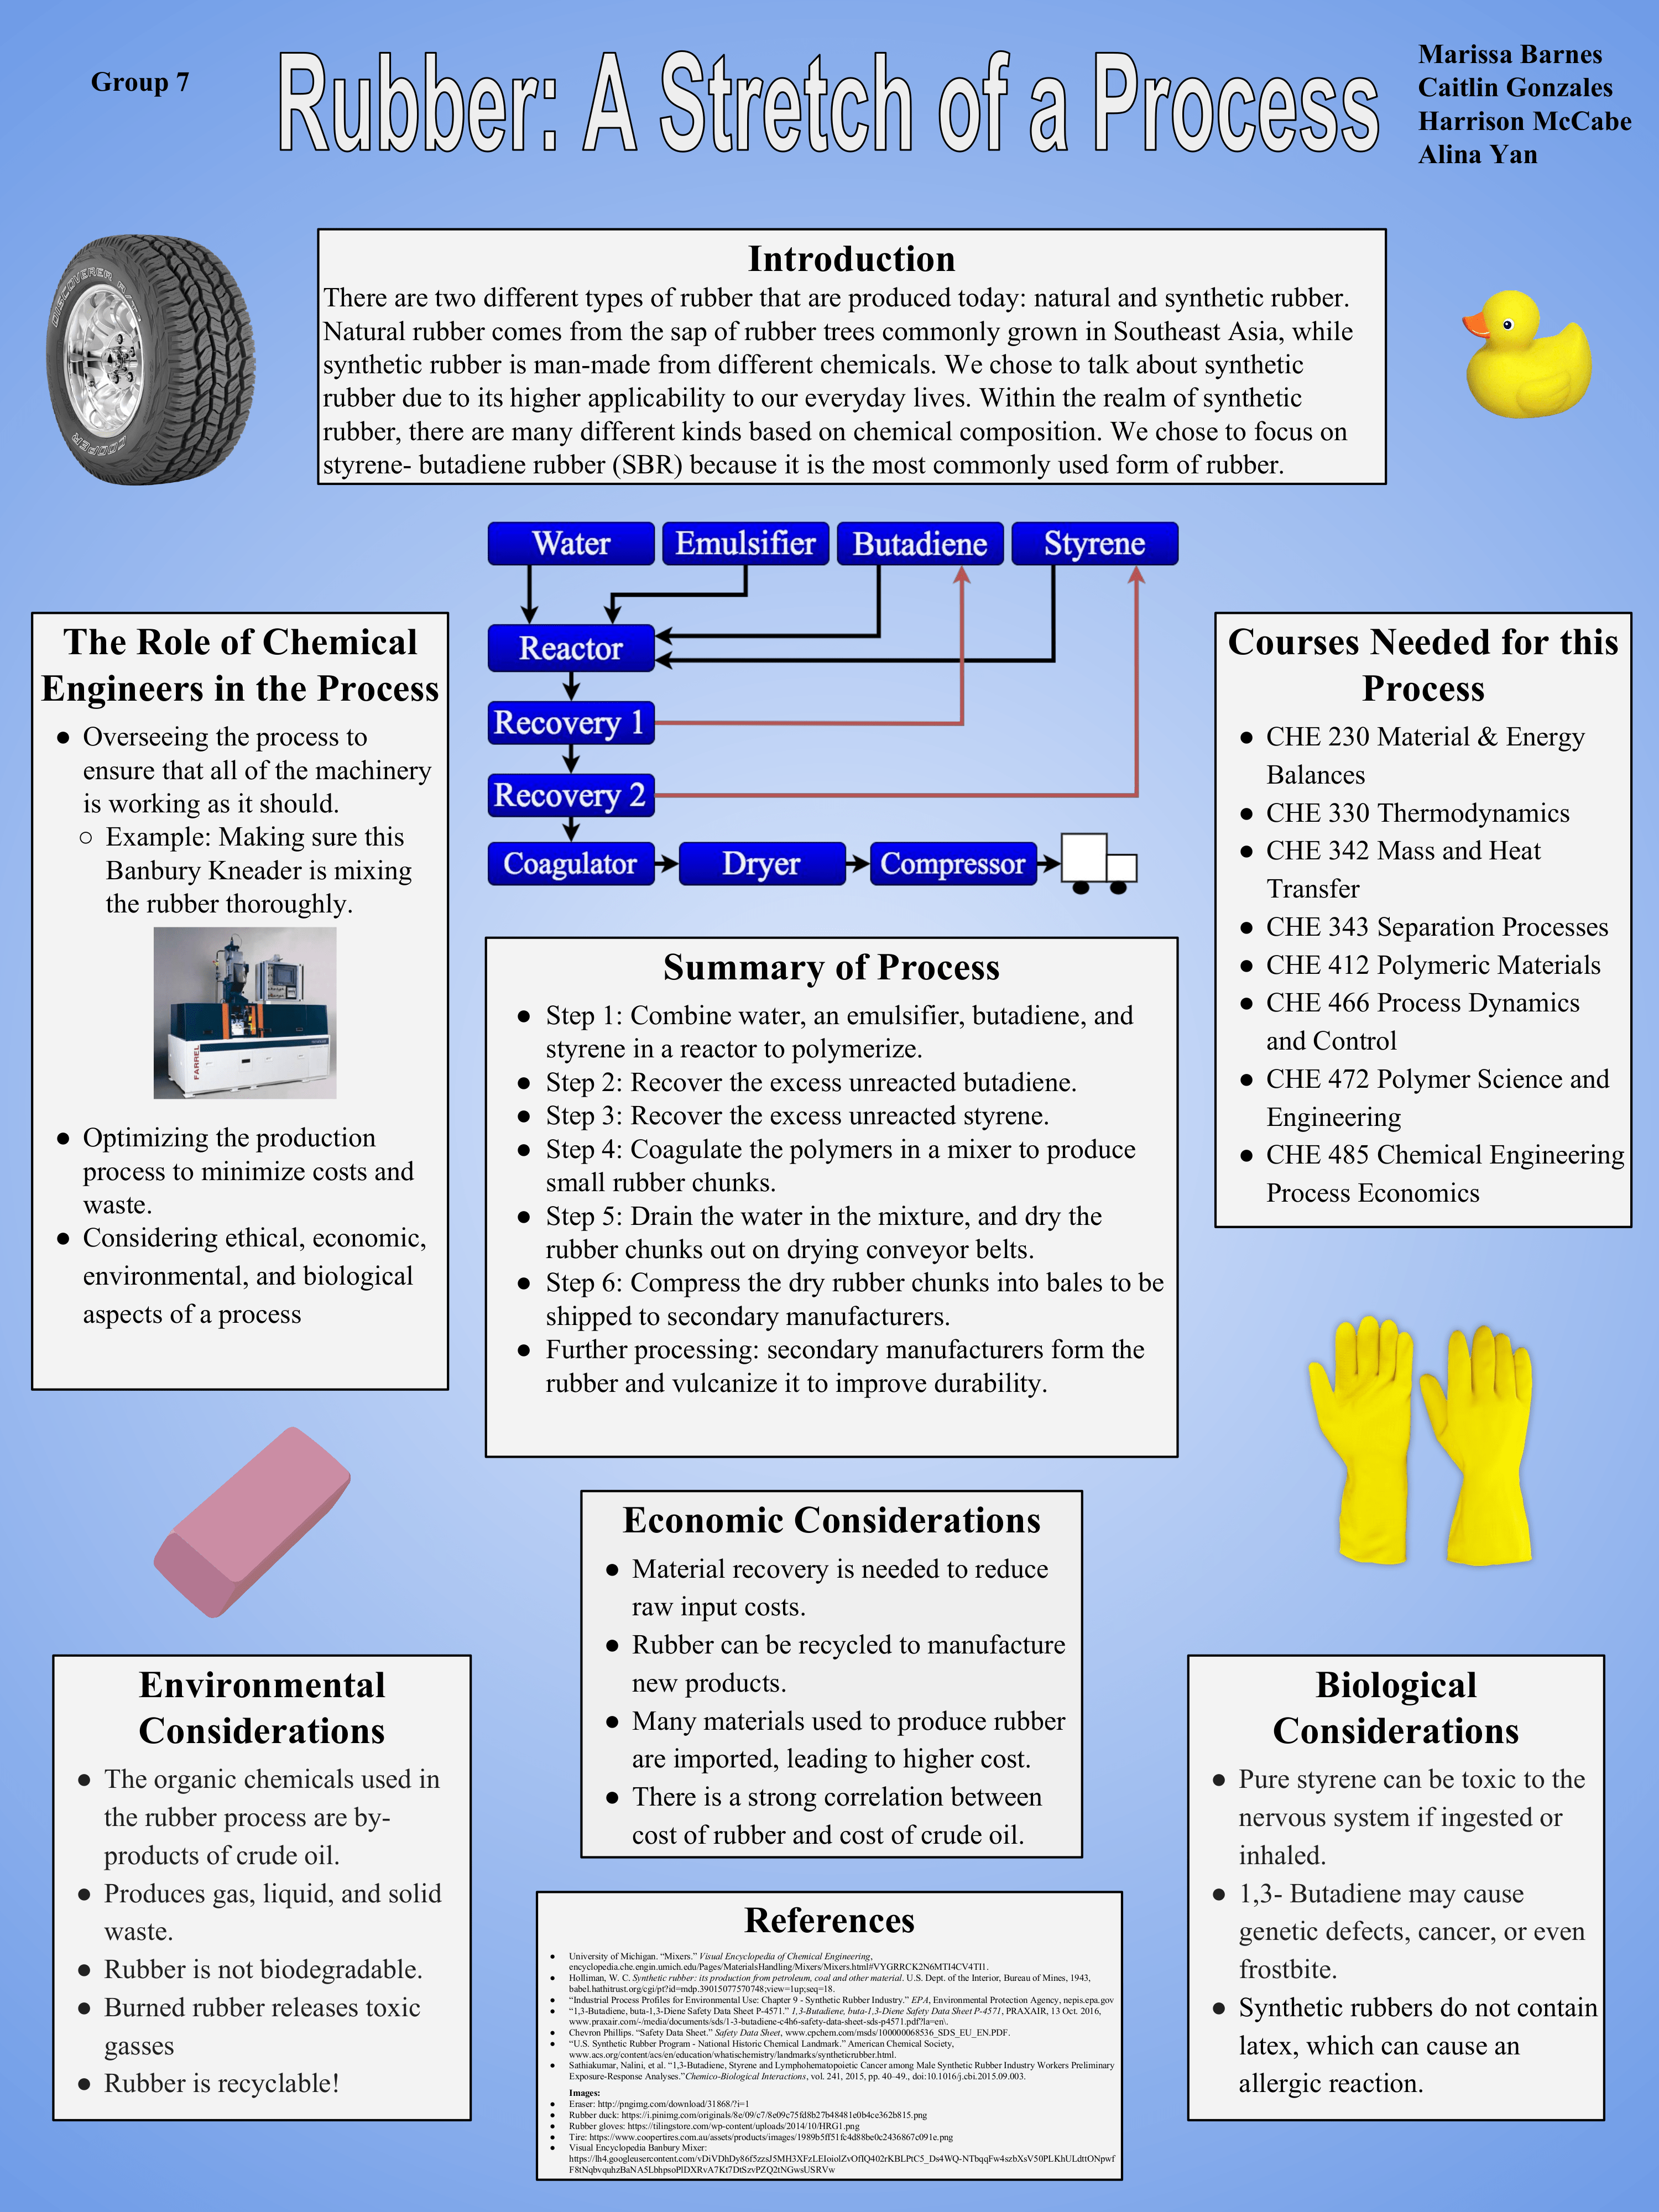 Group 7
Rubber: A Stretch of a Process
Marissa Barnes
Caitlin Gonzales
Harrison McCabe
Alina Yan
DISCOVERER A/T
COOPER
Introduction
There are two different types of rubber that are produced today: natural and synthetic rubber.
Natural rubber comes from the sap of rubber trees commonly grown in Southeast Asia, while
synthetic rubber is man-made from different chemicals. We chose to talk about synthetic
rubber due to its higher applicability to our everyday lives. Within the realm of synthetic
rubber, there are many different kinds based on chemical composition. We chose to focus on
styrene- butadiene rubber (SBR) because it is the most commonly used form of rubber.
Water
Emulsifier
Butadiene
Styrene
Reactor
Recovery 1
Recovery 2
Coagulator
Dryer
Compressor
The Role of Chemical
Engineers in the Process
● Overseeing the process to
ensure that all of the machinery
is working as it should.
○ Example: Making sure this
Banbury Kneader is mixing
the rubber thoroughly.
FARREL
● Optimizing the production
process to minimize costs and
waste.
● Considering ethical, economic,
environmental, and biological
aspects of a process
Summary of Process
● Step 1: Combine water, an emulsifier, butadiene, and
styrene in a reactor to polymerize.
● Step 2: Recover the excess unreacted butadiene.
● Step 3: Recover the excess unreacted styrene.
● Step 4: Coagulate the polymers in a mixer to produce
small rubber chunks.
● Step 5: Drain the water in the mixture, and dry the
rubber chunks out on drying conveyor belts.
● Step 6: Compress the dry rubber chunks into bales to be
shipped to secondary manufacturers.
● Further processing: secondary manufacturers form the
rubber and vulcanize it to improve durability.
Courses Needed for this
Process
● CHE 230 Material & Energy
Balances
● CHE 330 Thermodynamics
● CHE 342 Mass and Heat
Transfer
● CHE 343 Separation Processes
● CHE 412 Polymeric Materials
● CHE 466 Process Dynamics
and Control
● CHE 472 Polymer Science and
Engineering
● CHE 485 Chemical Engineering
Process Economics
Environmental
Considerations
● The organic chemicals used in
the rubber process are by-
products of crude oil.
● Produces gas, liquid, and solid
waste.
● Rubber is not biodegradable.
● Burned rubber releases toxic
gasses
● Rubber is recyclable!
Economic Considerations
● Material recovery is needed to reduce
raw input costs.
● Rubber can be recycled to manufacture
new products.
● Many materials used to produce rubber
are imported, leading to higher cost.
● There is a strong correlation between
cost of rubber and cost of crude oil.
Biological
Considerations
● Pure styrene can be toxic to the
nervous system if ingested or
inhaled.
● 1,3- Butadiene may cause
genetic defects, cancer, or even
frostbite.
● Synthetic rubbers do not contain
latex, which can cause an
allergic reaction.
References
● University of Michigan. “Mixers.” Visual Encyclopedia of Chemical Engineering,
encyclopedia.che.engin.umich.edu/Pages/MaterialsHandling/Mixers/Mixers.html#VYGRRCK2N6MTI4CV4TI1.
● Holliman, W. C. Synthetic rubber: its production from petroleum, coal and other material. U.S. Dept. of the Interior, Bureau of Mines, 1943,
babel.hathitrust.org/cgi/pt?id=mdp.39015077570748;view=1up;seq=18.
● “Industrial Process Profiles for Environmental Use: Chapter 9 - Synthetic Rubber Industry.” EPA, Environmental Protection Agency, nepis.epa.gov
● “1,3-Butadiene, buta-1,3-Diene Safety Data Sheet P-4571.” 1,3-Butadiene, buta-1,3-Diene Safety Data Sheet P-4571, PRAXAIR, 13 Oct. 2016,
www.praxair.com/-/media/documents/sds/1-3-butadiene-c4h6-safety-data-sheet-sds-p4571.pdf?la=en\.
● Chevron Phillips. “Safety Data Sheet.” Safety Data Sheet, www.cpchem.com/msds/100000068536_SDS_EU_EN.PDF.
● “U.S. Synthetic Rubber Program - National Historic Chemical Landmark.” American Chemical Society,
www.acs.org/content/acs/en/education/whatischemistry/landmarks/syntheticrubber.html.
● Sathiakumar, Nalini, et al. “1,3-Butadiene, Styrene and Lymphohematopoietic Cancer among Male Synthetic Rubber Industry Workers Preliminary
Exposure-Response Analyses.”Chemico-Biological Interactions, vol. 241, 2015, pp. 40–49., doi:10.1016/j.cbi.2015.09.003.
Images:
● Eraser: http://pngimg.com/download/31868/?i=1
● Rubber duck: https://i.pinimg.com/originals/8e/09/c7/8e09c75fd8b27b48481e0b4ce362b815.png
● Rubber gloves: https://tilingstore.com/wp-content/uploads/2014/10/HRG1.png
● Tire: https://www.coopertires.com.au/assets/products/images/1989b5ff51fc4d88be0c2436867c091e.png
● Visual Encyclopedia Banbury Mixer: